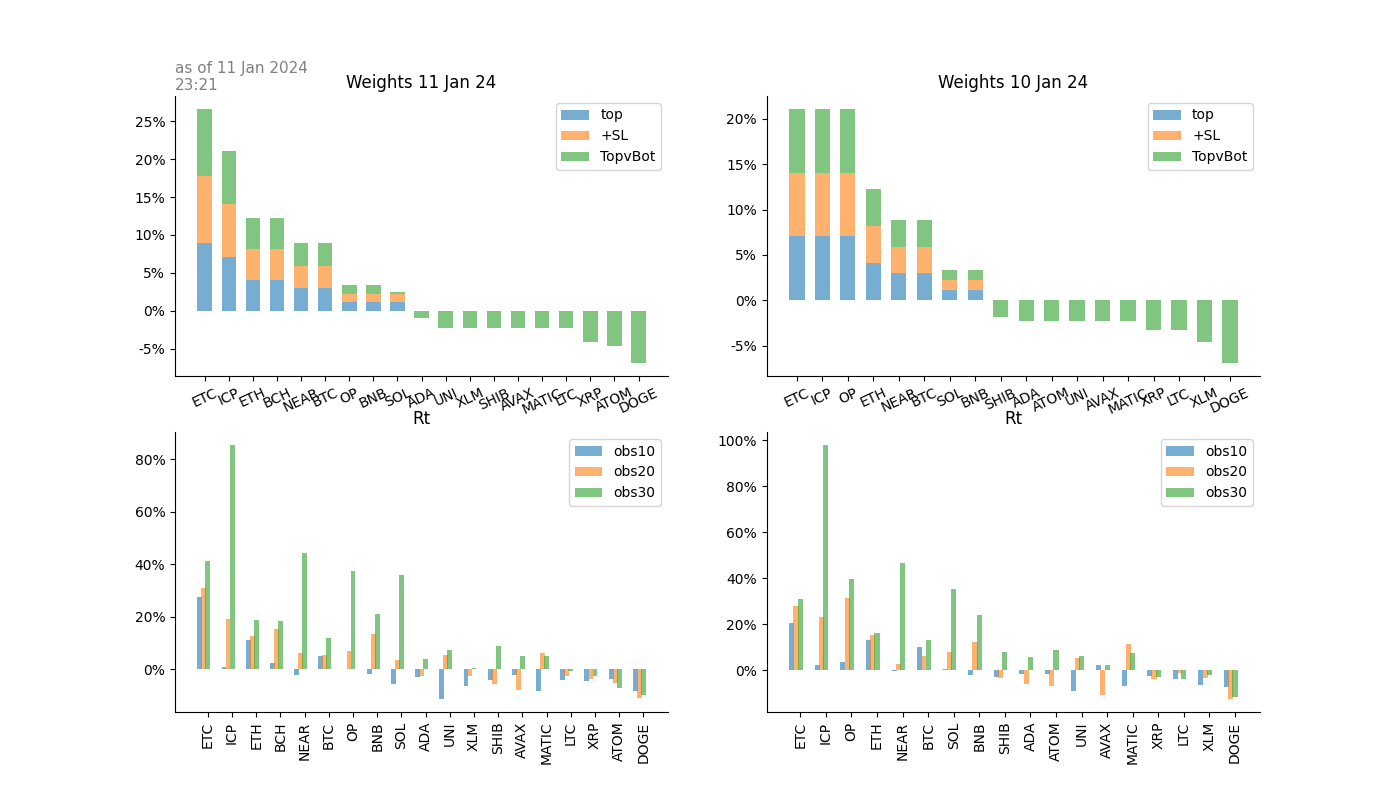 as of 11 Jan 2024
23:21
Weights 11 Jan 24
25%
20%
15%
10%
5%
0%
-5%
top
+SL
TopvBot
ETC ICP ETH BCH NEAR BTC OP BNB SOL ADA UNI XLM SHIB AVAX MATIC LTC XRP ATOM DOGE
Weights 10 Jan 24
20%
15%
10%
5%
0%
-5%
top
+SL
TopvBot
ETC ICP OP ETH NEAR BTC SOL BNB SHIB ADA ATOM UNI AVAX MATIC XRP LTC XLM DOGE
Rt
80%
60%
40%
20%
0%
obs10
obs20
obs30
ETC ICP ETH BCH NEAR BTC OP BNB SOL ADA UNI XLM SHIB AVAX MATIC LTC XRP ATOM DOGE
Rt
100%
80%
60%
40%
20%
0%
obs10
obs20
obs30
ETC ICP OP ETH NEAR BTC SOL BNB SHIB ADA ATOM UNI AVAX MATIC XRP LTC XLM DOGE